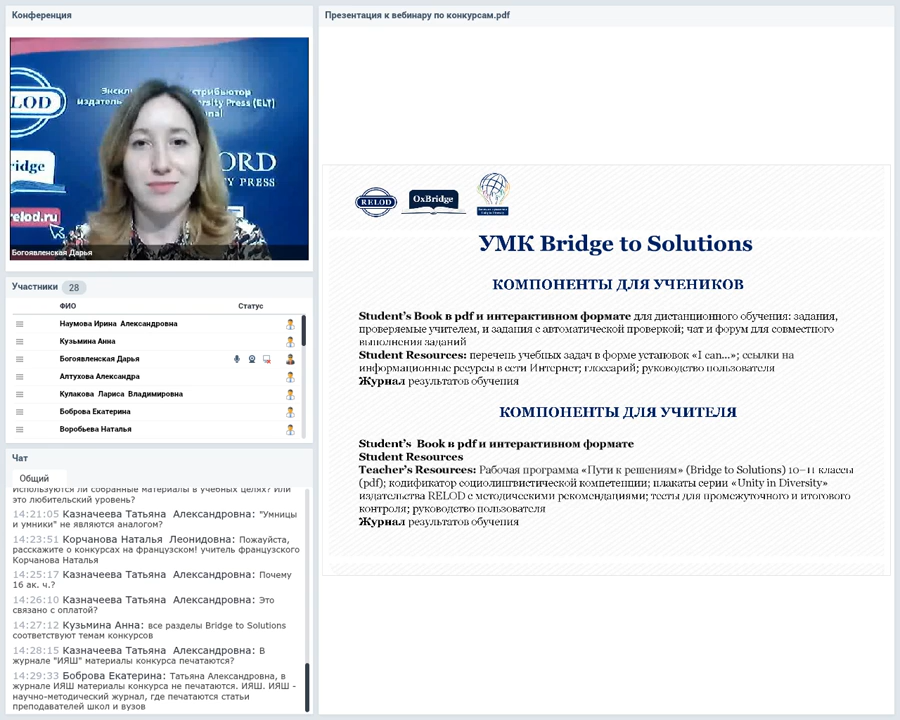 Конференция
RELOD
Экскл
стрибьютор
издатель
ersity Press (ELT)
onal
ridge
ORD
Y PRESS
relod.ru
Богоявленская Дарья
Участники 28
ФИО Статус
Наумова Ирина Александровна
Кузьмина Анна
Богоявленская Дарья
Алтухова Александра
Кулакова Лариса Владимировна
Боброва Екатерина
Воробьева Наталья
Чат
Общий
Используются ли собранные материалы в учебных целях? Или
это любительский уровень?
14:21:05 Казначеева Татьяна Александровна: "Умницы
и умники" не являются аналогом?
14:23:51 Корчанова Наталья Леонидовна: Пожауйста,
расскажите о конкурсах на французском! учитель французского
Корчанова Наталья
14:25:17 Казначеева Татьяна Александровна: Почему
16 ак. ч.?
14:26:10 Казначеева Татьяна Александровна: Это
связано с оплатой?
14:27:12 Кузьмина Анна: все разделы Bridge to Solutions
соответствуют темам конкурсов
14:28:15 Казначеева Татьяна Александровна: В
журнале "ИЯШ" материалы конкурса печатаются?
14:29:33 Боброва Екатерина: Татьяна Александровна, в
журнале ИЯШ материалы конкурса не печатаются. ИЯШ. ИЯШ -
научно-методический журнал, где печатаются статьи
преподавателей школ и вузов
Презентация к вебинару по конкурсам.pdf
RELOD
OxBridge
УМК Bridge to Solutions
КОМПОНЕНТЫ ДЛЯ УЧЕНИКОВ
Student's Book в pdf и интерактивном формате для дистанционного обучения: задания,
проверяемые учителем, и задания с автоматической проверкой; чат и форум для совместного
выполнения заданий
Student Resources: перечень учебных задач в форме установок «I can...»; ссылки на
информационные ресурсы в сети Интернет; глоссарий; руководство пользователя
Журнал результатов обучения
КОМПОНЕНТЫ ДЛЯ УЧИТЕЛЯ
Student's Book в pdf и интерактивном формате
Student Resources
Teacher's Resources: Рабочая программа «Пути к решениям» (Bridge to Solutions) 10–11 классы
(pdf); кодификатор социолингвистической компетенции; плакаты серии «Unity in Diversity»
издательства RELOD с методическими рекомендациями; тесты для промежуточного и итогового
контроля; руководство пользователя
Журнал результатов обучения